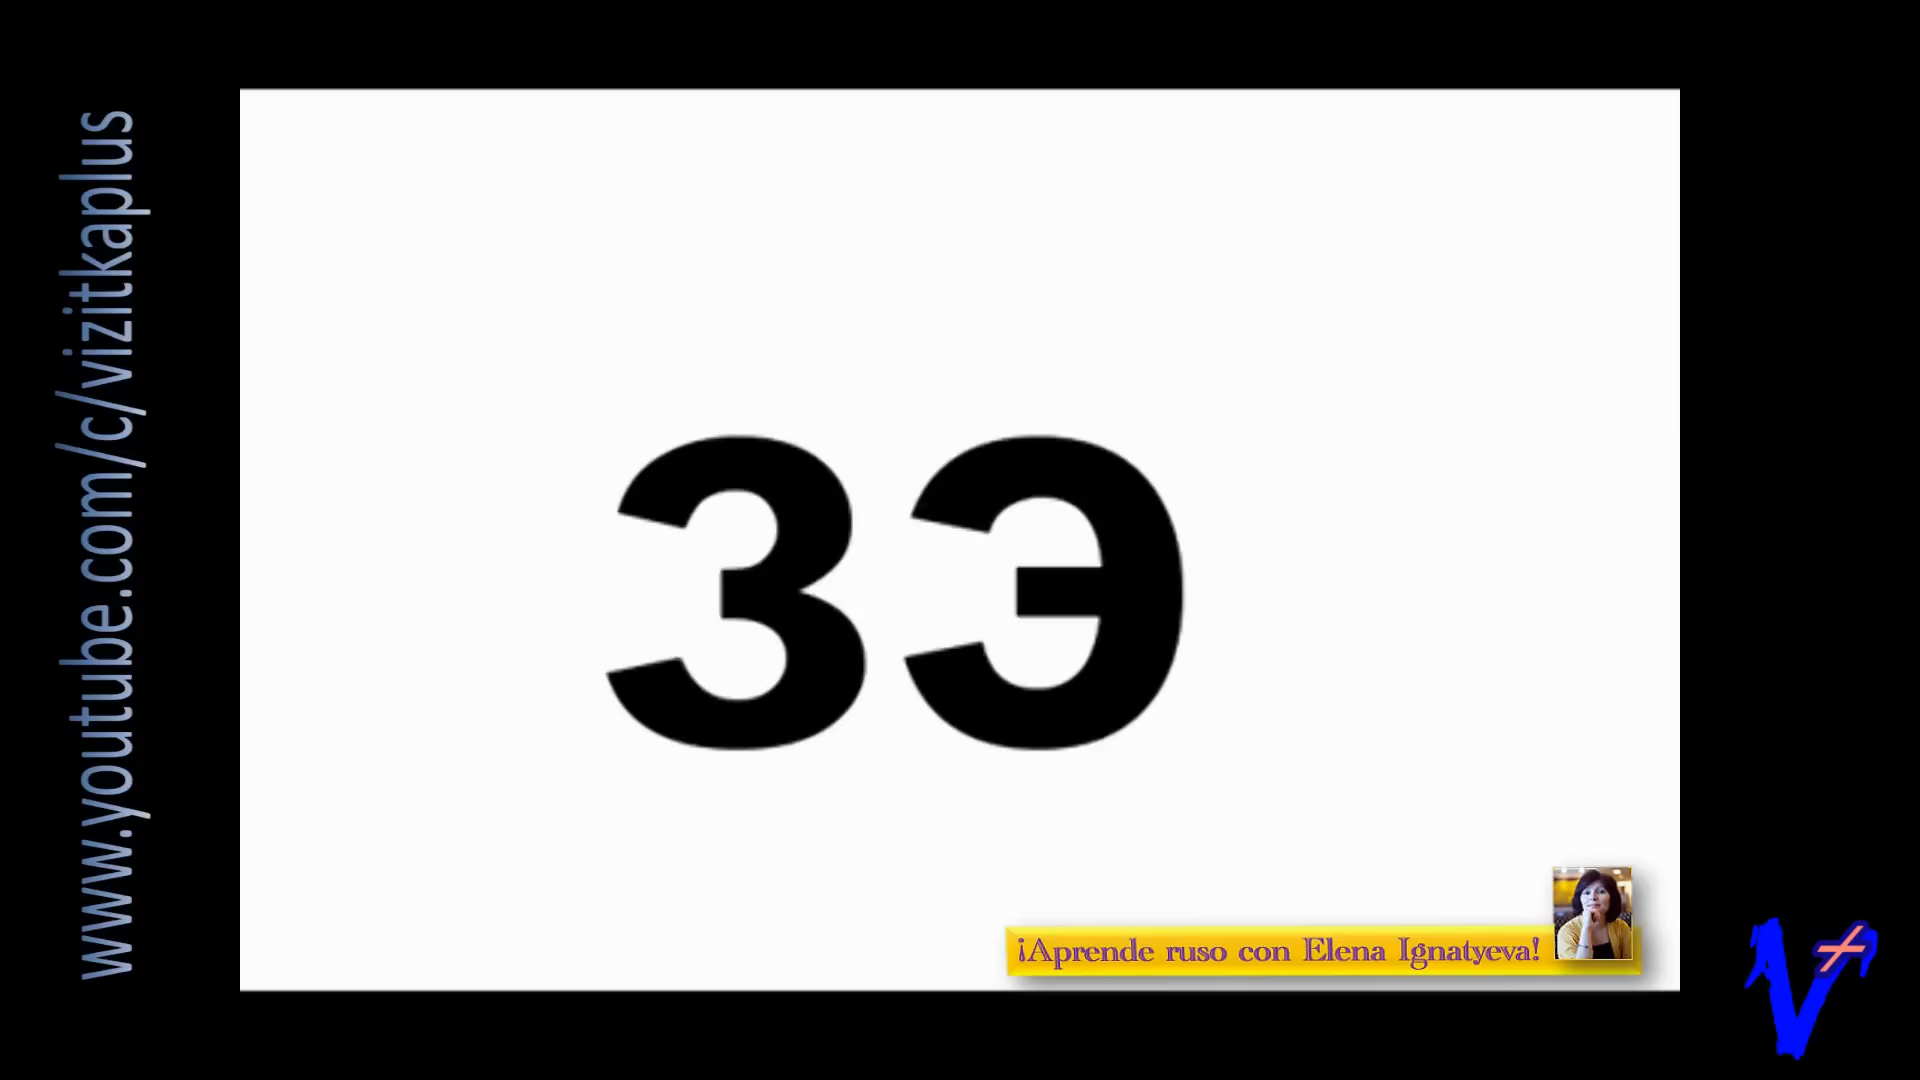 www.youtube.com/c/vizitkaplus
ЗЭ
¡Aprende ruso con Elena Ignatyeva!
V+